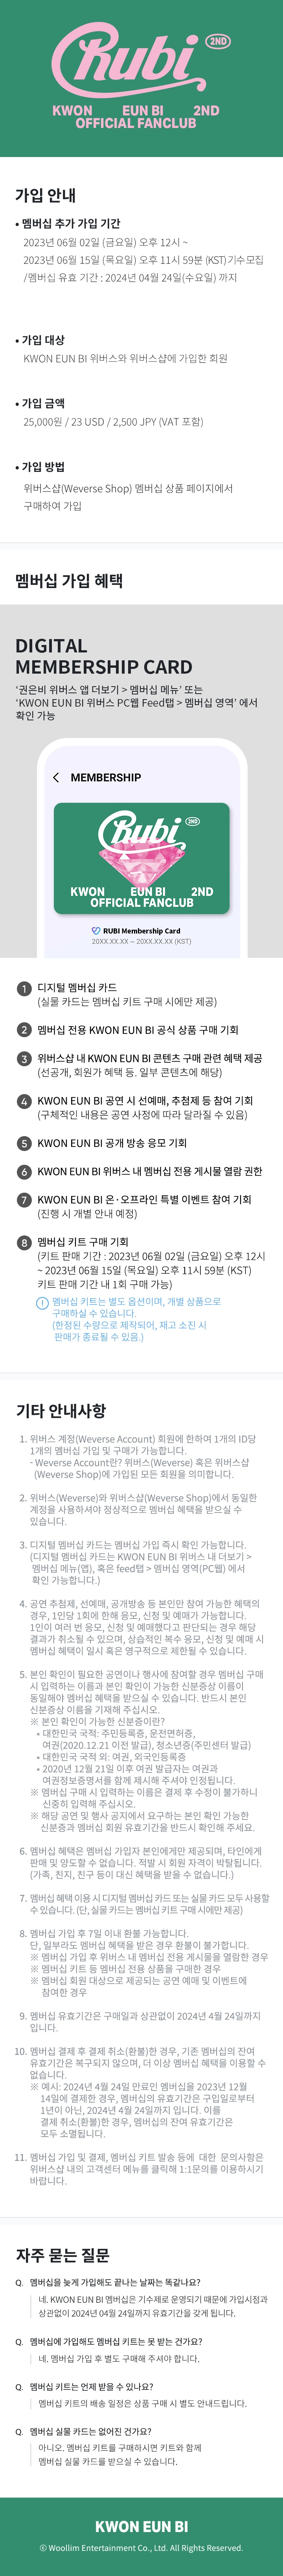 Rubi 2ND
KWON EUN BI 2ND
OFFICIAL FANCLUB
가입 안내
• 멤버십 추가 가입 기간
2023년 06월 02일 (금요일) 오후 12시 ~
2023년 06월 15일 (목요일) 오후 11시 59분 (KST)기수모집
/멤버십 유효 기간 : 2024년 04월 24일(수요일) 까지
• 가입 대상
KWON EUN BI 위버스와 위버스샵에 가입한 회원
• 가입 금액
25,000원 / 23 USD / 2,500 JPY (VAT 포함)
• 가입 방법
위버스샵(Weverse Shop) 멤버십 상품 페이지에서
구매하여 가입
멤버십 가입 혜택
DIGITAL
MEMBERSHIP CARD
‘권은비 위버스 앱 더보기 > 멤버십 메뉴’ 또는
‘KWON EUN BI 위버스 PC웹 Feed탭 > 멤버십 영역’ 에서
확인 가능
MEMBERSHIP
Rubi 2ND
KWON EUN BI 2ND
OFFICIAL FANCLUB
RUBI Membership Card
20XX.XX.XX ~ 20XX.XX.XX (KST)
1 디지털 멤버십 카드
(실물 카드는 멤버십 키트 구매 시에만 제공)
2 멤버십 전용 KWON EUN BI 공식 상품 구매 기회
3 위버스샵 내 KWON EUN BI 콘텐츠 구매 관련 혜택 제공
(선공개, 회원가 혜택 등. 일부 콘텐츠에 해당)
4 KWON EUN BI 공연 시 선예매, 추첨제 등 참여 기회
(구체적인 내용은 공연 사정에 따라 달라질 수 있음)
5 KWON EUN BI 공개 방송 응모 기회
6 KWON EUN BI 위버스 내 멤버십 전용 게시물 열람 권한
7 KWON EUN BI 온·오프라인 특별 이벤트 참여 기회
(진행 시 개별 안내 예정)
8 멤버십 키트 구매 기회
(키트 판매 기간 : 2023년 06월 02일 (금요일) 오후 12시
~ 2023년 06월 15일 (목요일) 오후 11시 59분 (KST)
키트 판매 기간 내 1회 구매 가능)
! 멤버십 키트는 별도 옵션이며, 개별 상품으로
구매하실 수 있습니다.
(한정된 수량으로 제작되어, 재고 소진 시
판매가 종료될 수 있음.)
기타 안내사항
1. 위버스 계정(Weverse Account) 회원에 한하여 1개의 ID당
1개의 멤버십 가입 및 구매가 가능합니다.
- Weverse Account란? 위버스(Weverse) 혹은 위버스샵
(Weverse Shop)에 가입된 모든 회원을 의미합니다.
2. 위버스(Weverse)와 위버스샵(Weverse Shop)에서 동일한
계정을 사용하셔야 정상적으로 멤버십 혜택을 받으실 수
있습니다.
3. 디지털 멤버십 카드는 멤버십 가입 즉시 확인 가능합니다.
(디지털 멤버십 카드는 KWON EUN BI 위버스 내 더보기 >
멤버십 메뉴(앱), 혹은 feed탭 > 멤버십 영역(PC웹) 에서
확인 가능합니다.)
4. 공연 추첨제, 선예매, 공개방송 등 본인만 참여 가능한 혜택의
경우, 1인당 1회에 한해 응모, 신청 및 예매가 가능합니다.
1인이 여러 번 응모, 신청 및 예매했다고 판단되는 경우 해당
결과가 취소될 수 있으며, 상습적인 복수 응모, 신청 및 예매 시
멤버십 혜택이 일시 혹은 영구적으로 제한될 수 있습니다.
5. 본인 확인이 필요한 공연이나 행사에 참여할 경우 멤버십 구매
시 입력하는 이름과 본인 확인이 가능한 신분증상 이름이
동일해야 멤버십 혜택을 받으실 수 있습니다. 반드시 본인
신분증상 이름을 기재해 주십시오.
※ 본인 확인이 가능한 신분증이란?
• 대한민국 국적: 주민등록증, 운전면허증,
여권(2020.12.21 이전 발급), 청소년증(주민센터 발급)
• 대한민국 국적 외: 여권, 외국인등록증
• 2020년 12월 21일 이후 여권 발급자는 여권과
여권정보증명서를 함께 제시해 주셔야 인정됩니다.
※ 멤버십 구매 시 입력하는 이름은 결제 후 수정이 불가하니
신중히 입력해 주십시오.
※ 해당 공연 및 행사 공지에서 요구하는 본인 확인 가능한
신분증과 멤버십 회원 유효기간을 반드시 확인해 주세요.
6. 멤버십 혜택은 멤버십 가입자 본인에게만 제공되며, 타인에게
판매 및 양도할 수 없습니다. 적발 시 회원 자격이 박탈됩니다.
(가족, 친지, 친구 등이 대신 혜택을 받을 수 없습니다.)
7. 멤버십 혜택 이용 시 디지털 멤버십 카드 또는 실물 카드 모두 사용할
수 있습니다. (단, 실물 카드는 멤버십 키트 구매 시에만 제공)
8. 멤버십 가입 후 7일 이내 환불 가능합니다.
단, 일부라도 멤버십 혜택을 받은 경우 환불이 불가합니다.
※ 멤버십 가입 후 위버스 내 멤버십 전용 게시물을 열람한 경우
※ 멤버십 키트 등 멤버십 전용 상품을 구매한 경우
※ 멤버십 회원 대상으로 제공되는 공연 예매 및 이벤트에
참여한 경우
9. 멤버십 유효기간은 구매일과 상관없이 2024년 4월 24일까지
입니다.
10. 멤버십 결제 후 결제 취소(환불)한 경우, 기존 멤버십의 잔여
유효기간은 복구되지 않으며, 더 이상 멤버십 혜택을 이용할 수
없습니다.
※ 예시: 2024년 4월 24일 만료인 멤버십을 2023년 12월
14일에 결제한 경우, 멤버십의 유효기간은 구입일로부터
1년이 아닌, 2024년 4월 24일까지 입니다. 이를
결제 취소(환불)한 경우, 멤버십의 잔여 유효기간은
모두 소멸됩니다.
11. 멤버십 가입 및 결제, 멤버십 키트 발송 등에 대한 문의사항은
위버스샵 내의 고객센터 메뉴를 클릭해 1:1문의를 이용하시기
바랍니다.
자주 묻는 질문
Q. 멤버십을 늦게 가입해도 끝나는 날짜는 똑같나요?
네. KWON EUN BI 멤버십은 기수제로 운영되기 때문에 가입시점과
상관없이 2024년 04월 24일까지 유효기간을 갖게 됩니다.
Q. 멤버십에 가입해도 멤버십 키트는 못 받는 건가요?
네. 멤버십 가입 후 별도 구매해 주셔야 합니다.
Q. 멤버십 키트는 언제 받을 수 있나요?
멤버십 키트의 배송 일정은 상품 구매 시 별도 안내드립니다.
Q. 멤버십 실물 카드는 없어진 건가요?
아니오. 멤버십 키트를 구매하시면 키트와 함께
멤버십 실물 카드를 받으실 수 있습니다.
KWON EUN BI
© Woollim Entertainment Co., Ltd. All Rights Reserved.